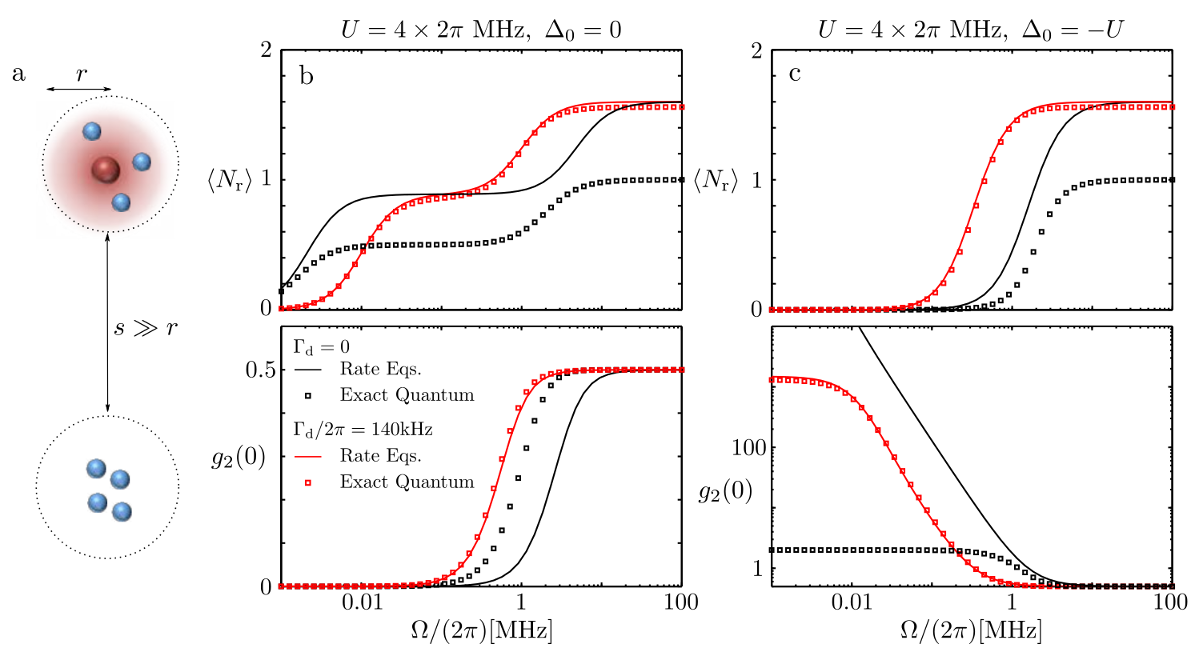 U = 4 × 2π MHz, Δ₀ = 0
U = 4 × 2π MHz, Δ₀ = −U
a
r
s ≫ r
b
2
⟨Nᵣ⟩
1
0
c
2
⟨Nᵣ⟩
1
0
Γd = 0
Rate Eqs.
Exact Quantum
Γd/2π = 140kHz
Rate Eqs.
Exact Quantum
0.5
g₂(0)
0
0.01
1
100
Ω/(2π)[MHz]
100
g₂(0)
1
0.01
1
100
Ω/(2π)[MHz]